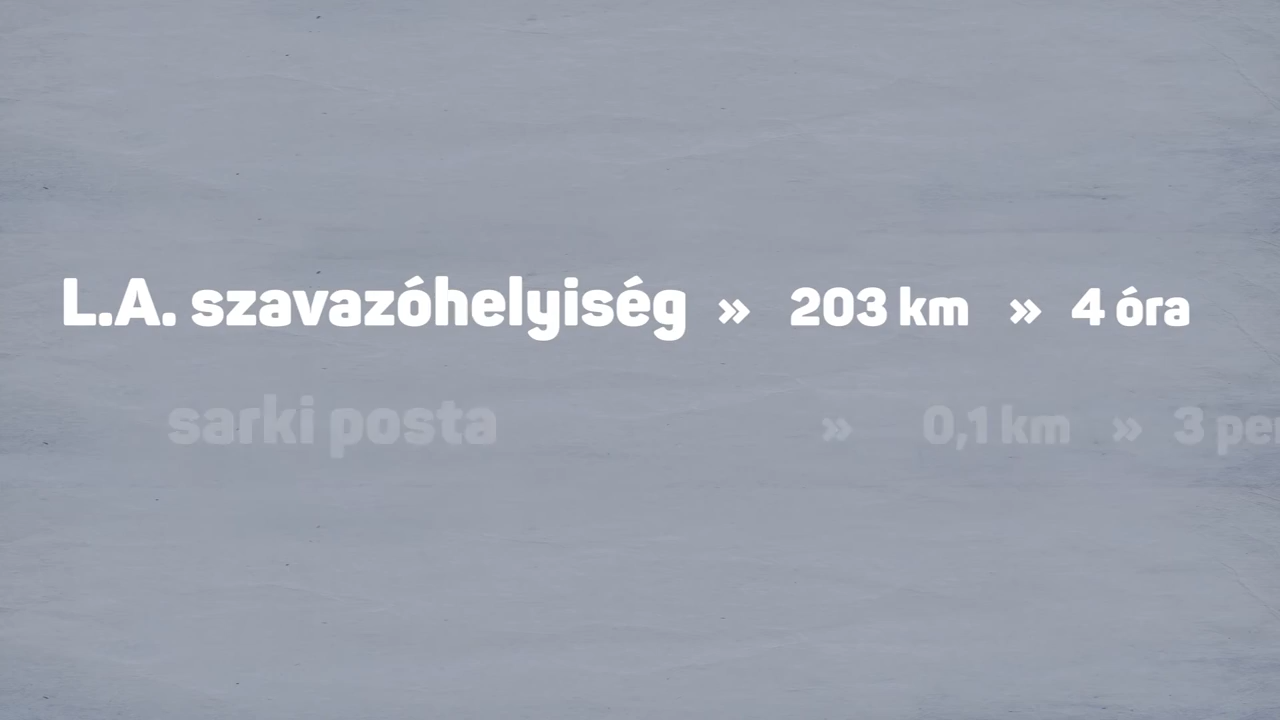 L.A. szavazóhelyiség » 203 km » 4 óra
sarki posta » 0,1 km » 3